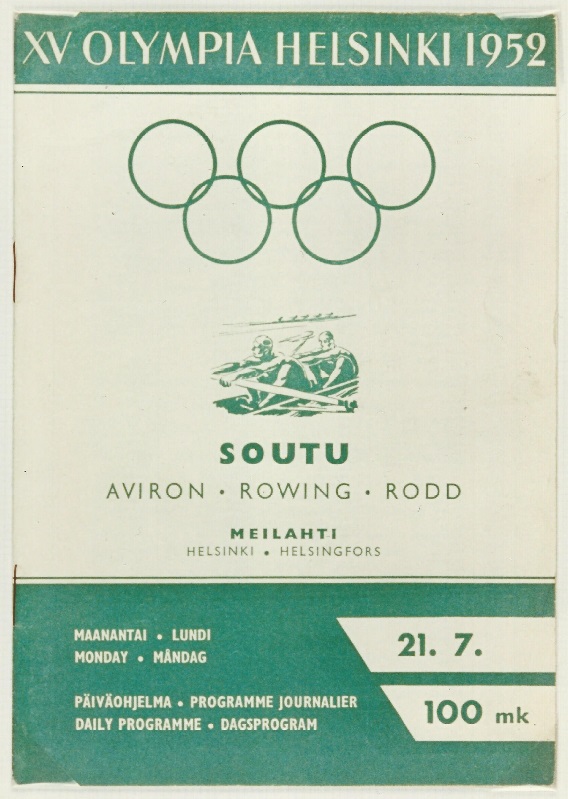 XV OLYMPIA HELSINKI 1952
SOUTU
AVIRON • ROWING • RODD
MEILAHTI
HELSINKI • HELSINGFORS
MAANANTAI • LUNDI
MONDAY • MÅNDAG
21. 7.
PÄIVÄOHJELMA • PROGRAMME JOURNALIER
DAILY PROGRAMME • DAGSPROGRAM
100 mk